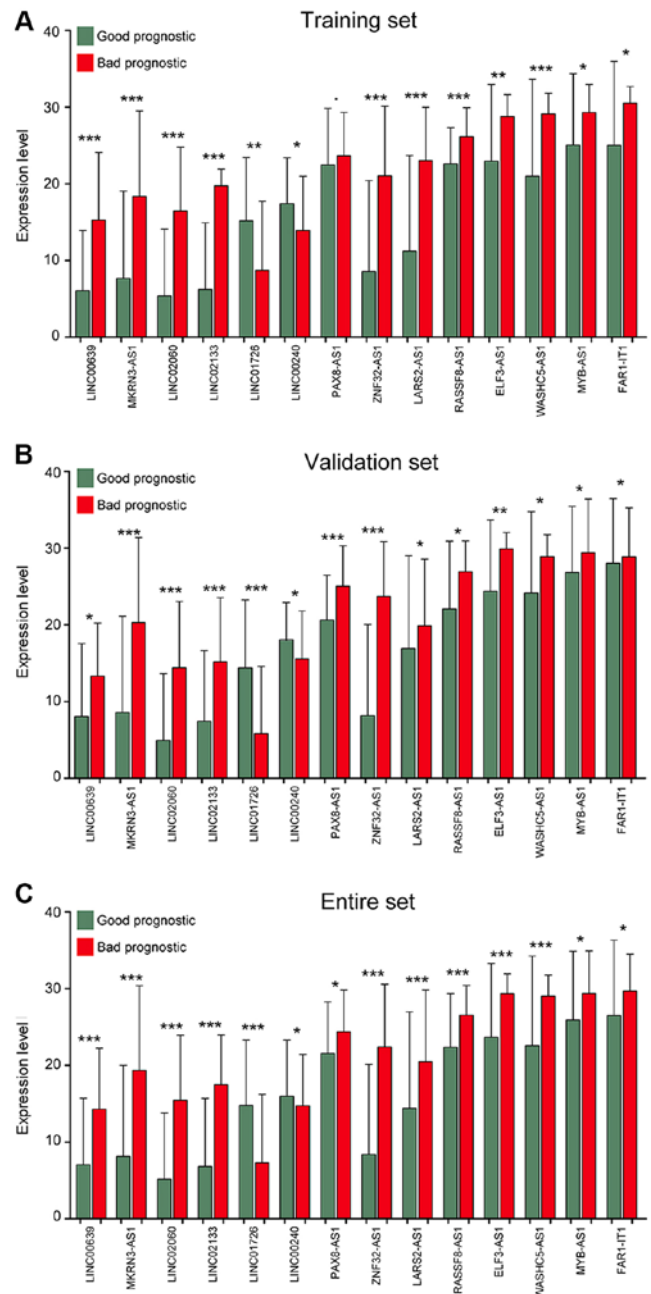 A
Training set
Good prognostic
Bad prognostic
Expression level
40
30
20
10
0
*** *** *** *** ** * . *** *** *** ** *** * *
LINC00639 MKRN3-AS1 LINC02060 LINC02133 LINC01726 LINC00240 PAX8-AS1 ZNF32-AS1 LARS2-AS1 RASSF8-AS1 ELF3-AS1 WASHC5-AS1 MYB-AS1 FAR1-IT1
B
Validation set
Good prognostic
Bad prognostic
Expression level
40
30
20
10
0
* *** *** *** *** * *** *** * * ** * * *
LINC00639 MKRN3-AS1 LINC02060 LINC02133 LINC01726 LINC00240 PAX8-AS1 ZNF32-AS1 LARS2-AS1 RASSF8-AS1 ELF3-AS1 WASHC5-AS1 MYB-AS1 FAR1-IT1
C
Entire set
Good prognostic
Bad prognostic
Expression level
40
30
20
10
0
*** *** *** *** *** * * *** *** *** *** *** * *
LINC00639 MKRN3-AS1 LINC02060 LINC02133 LINC01726 LINC00240 PAX8-AS1 ZNF32-AS1 LARS2-AS1 RASSF8-AS1 ELF3-AS1 WASHC5-AS1 MYB-AS1 FAR1-IT1